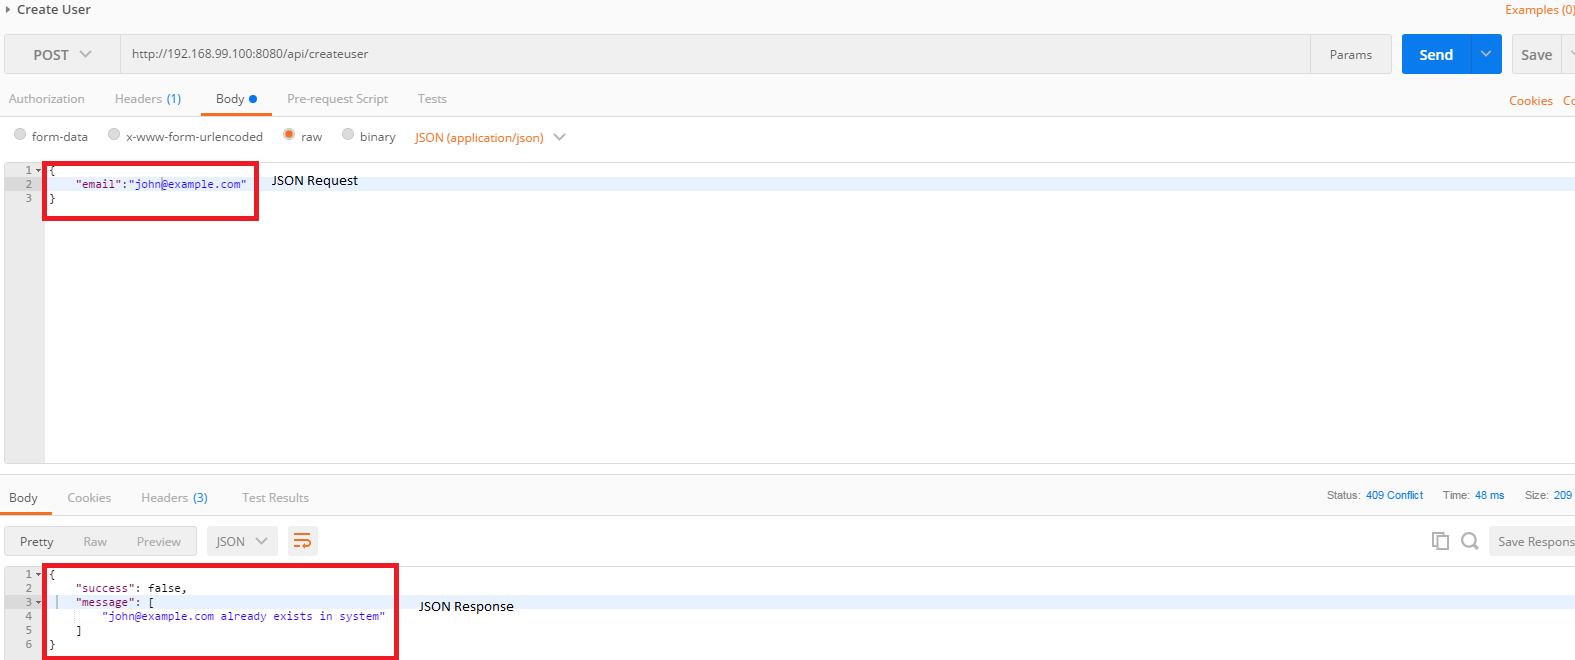 Create User
Examples (0)
POST http://192.168.99.100:8080/api/createuser Params Send Save
Authorization Headers (1) Body Pre-request Script Tests Cookies
form-data x-www-form-urlencoded raw binary JSON (application/json)
1 {
2 "email":"john@example.com"
3 }
JSON Request
Body Cookies Headers (3) Test Results Status: 409 Conflict Time: 48 ms Size: 209
Pretty Raw Preview JSON Save Respons
1 {
2 "success": false,
3 "message": [
4 "john@example.com already exists in system"
5 ]
6 }
JSON Response